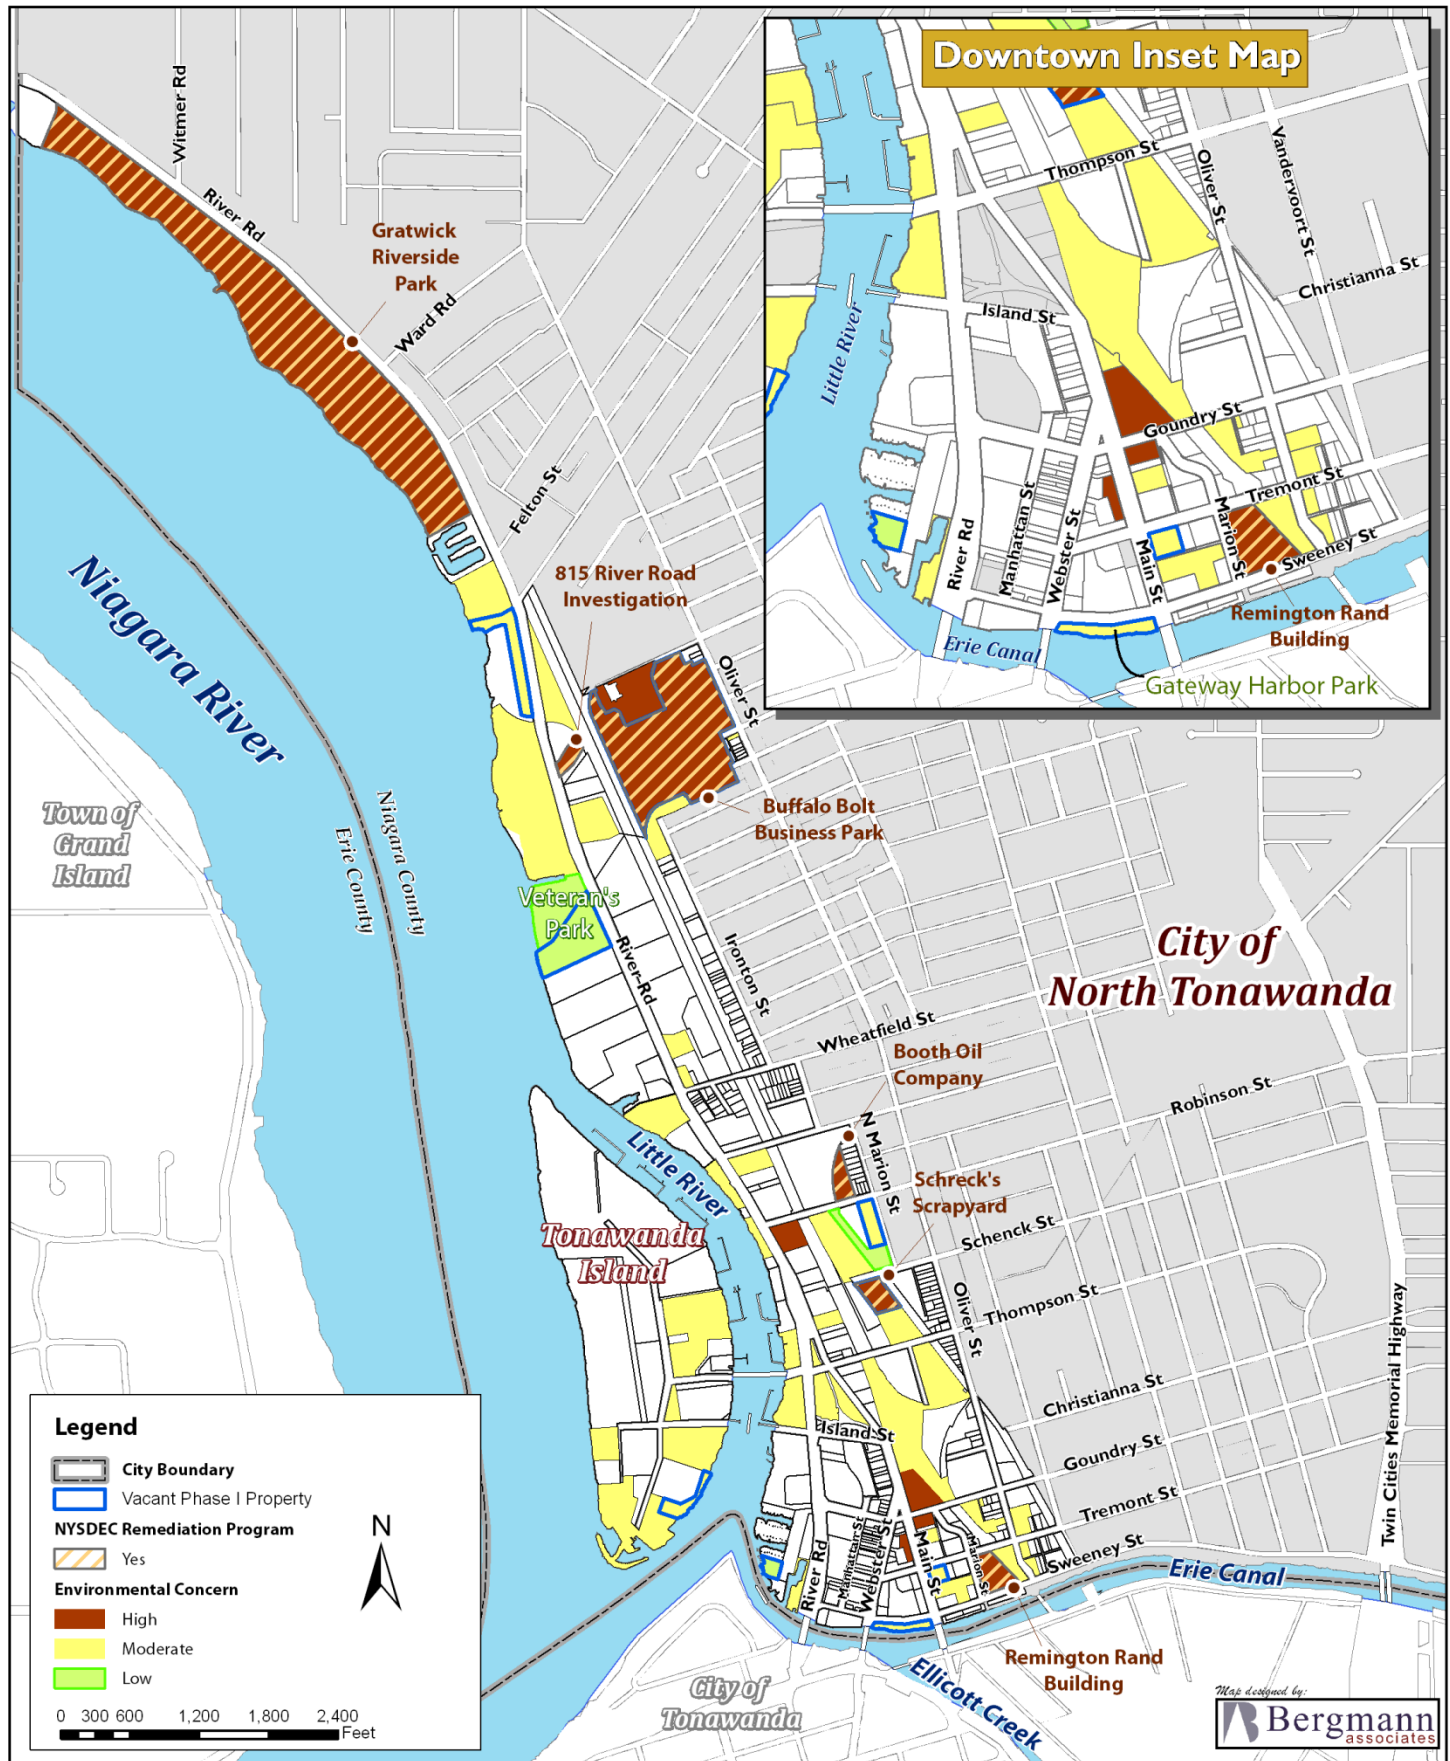 Downtown Inset Map
Thompson St
Oliver St
Vandervoort St
Christianna St
Island St
Little River
Goundry St
Tremont St
Manhattan St
Webster St
River Rd
Main St
Marion St
Sweeney St
Remington Rand
Building
Erie Canal
Gateway Harbor Park
Witmer Rd
River Rd
Gratwick
Riverside
Park
Ward Rd
Felton St
815 River Road
Investigation
Oliver St
Niagara River
Town of
Grand
Island
Niagara County
Erie County
Buffalo Bolt
Business Park
Veteran's
Park
River Rd
Ironton St
City of
North Tonawanda
Wheatfield St
Booth Oil
Company
Robinson St
N Marion St
Little River
Schreck's
Scrapyard
Tonawanda
Island
Schenck St
Thompson St
Oliver St
Christianna St
Island St
Goundry St
Tremont St
Twin Cities Memorial Highway
River Rd
Manhattan St
Webster St
Main St
Marion St
Sweeney St
Erie Canal
Remington Rand
Building
Ellicott Creek
City of
Tonawanda
Legend
City Boundary
Vacant Phase I Property
NYSDEC Remediation Program
Yes
Environmental Concern
High
Moderate
Low
0 300 600 1,200 1,800 2,400
Feet
N
Map designed by:
Bergmann
associates